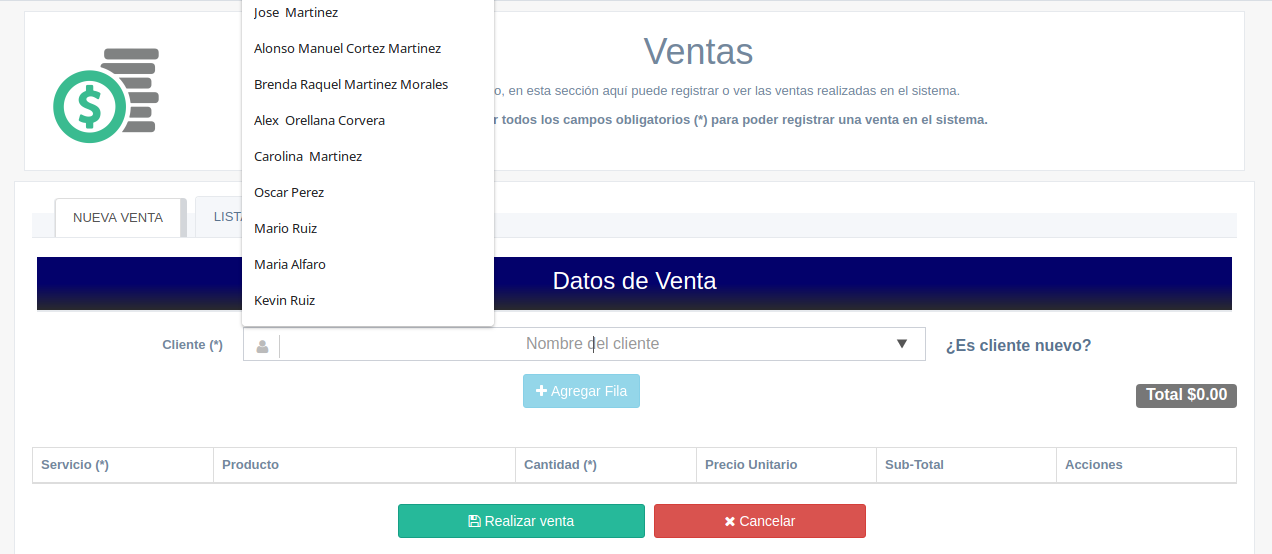 Jose  Martinez
Alonso Manuel Cortez Martinez
Brenda Raquel Martinez Morales
Alex  Orellana Corvera
Carolina  Martinez
Oscar Perez
Mario Ruiz
Maria Alfaro
Kevin Ruiz
Ventas
en esta sección aquí puede registrar o ver las ventas realizadas en el sistema.
todos los campos obligatorios (*) para poder registrar una venta en el sistema.
NUEVA VENTA
Datos de Venta
Cliente (*)
Nombre del cliente
¿Es cliente nuevo?
Agregar Fila
Total $0.00
Servicio (*) Producto Cantidad (*) Precio Unitario Sub-Total Acciones
Realizar venta
Cancelar